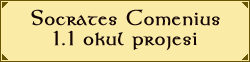 Socrates Comenius
1.1 okul projesi